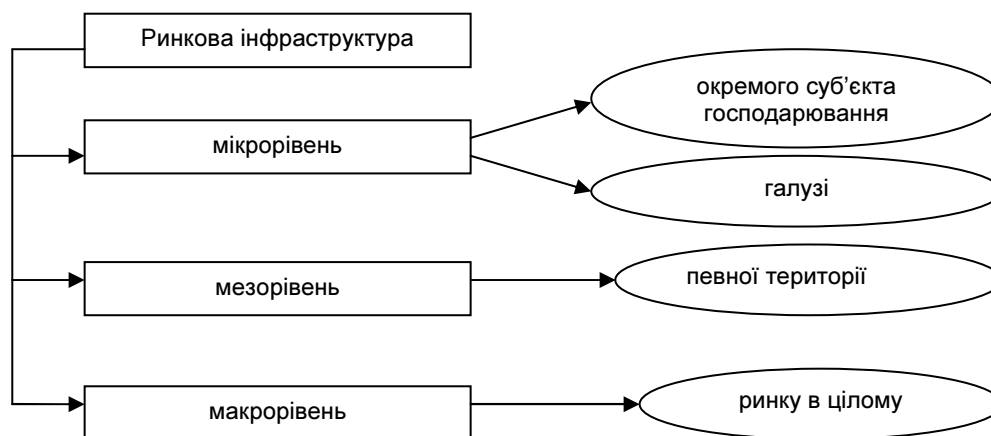 Ринкова інфраструктура
мікрорівень
окремого суб’єкта
господарювання
галузі
мезорівень
певної території
макрорівень
ринку в цілому